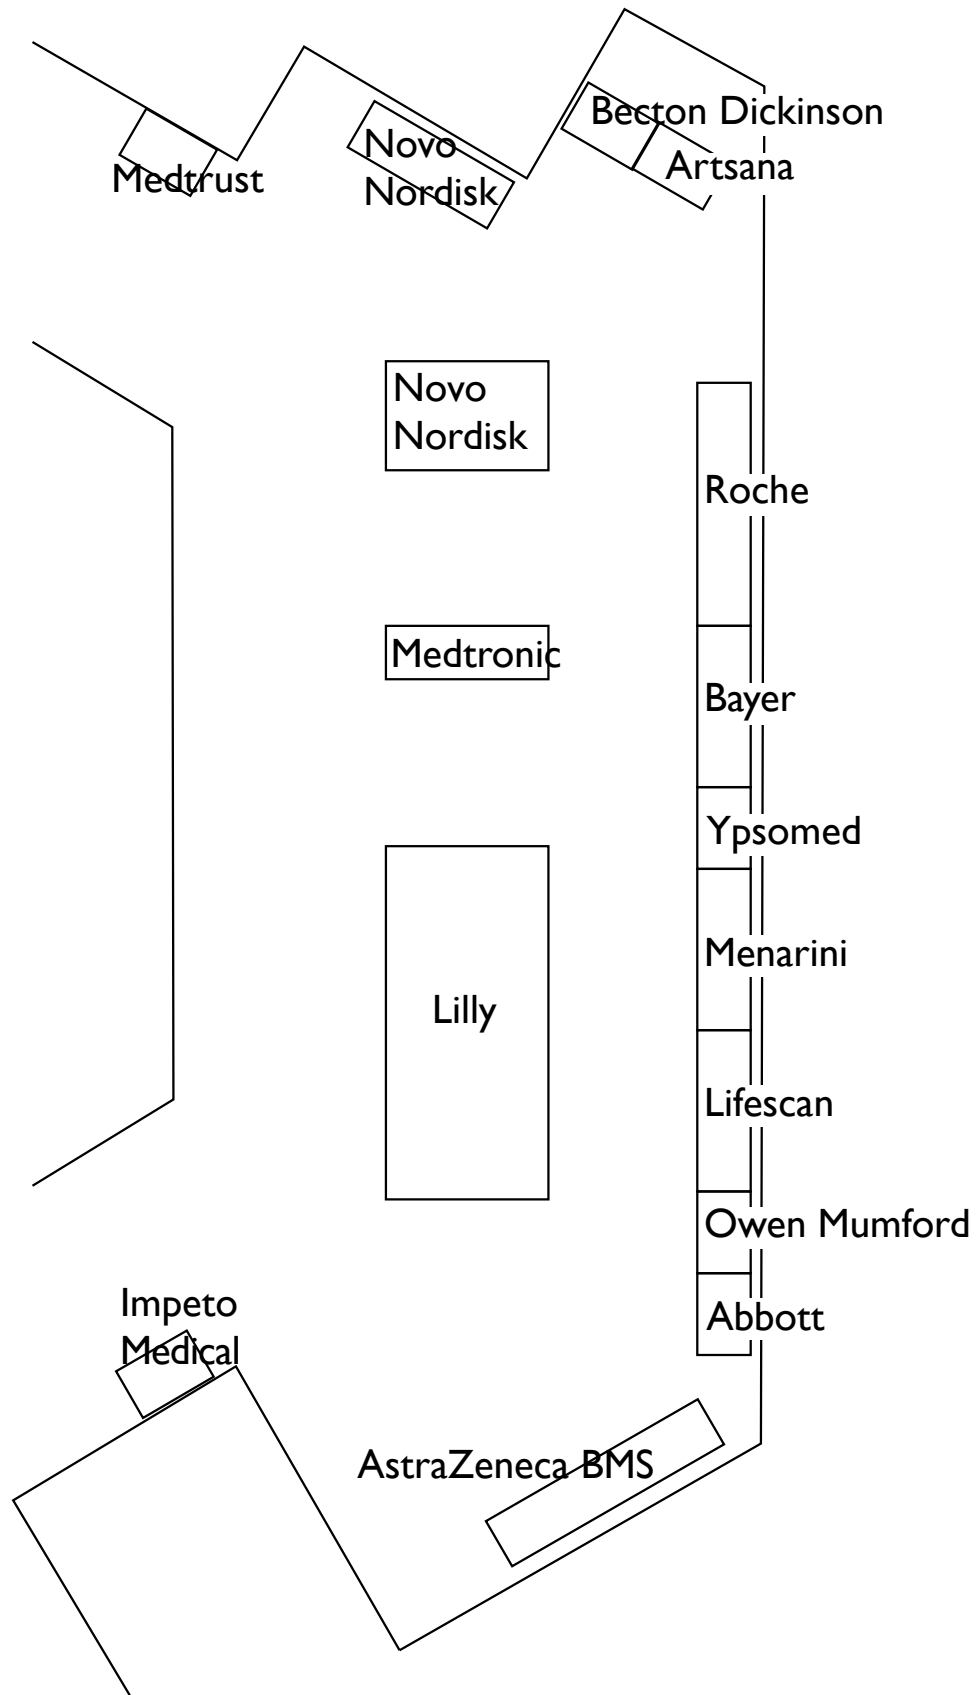 Becton Dickinson
Novo
Nordisk
Artsana
Medtrust
Novo
Nordisk
Roche
Medtronic
Bayer
Ypsomed
Menarini
Lilly
Lifescan
Owen Mumford
Impeto
Medical
Abbott
AstraZeneca BMS